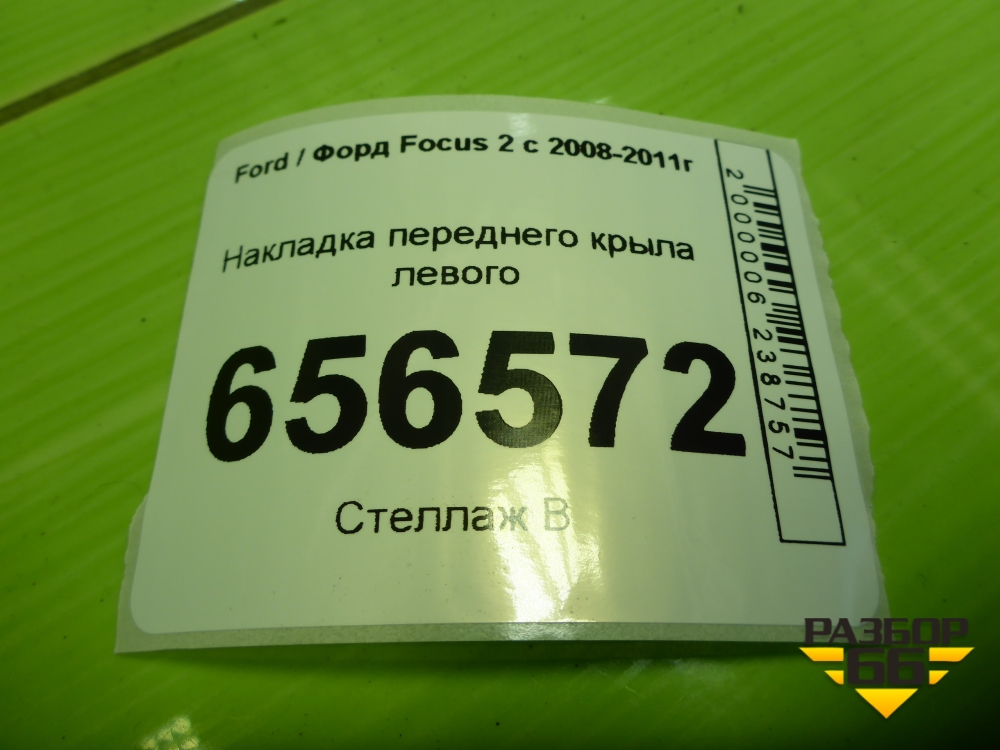 Ford / Форд Focus 2 с 2008-2011г
Накладка переднего крыла
левого
656572
Стеллаж В
2000006238757
РАЗБОР
66